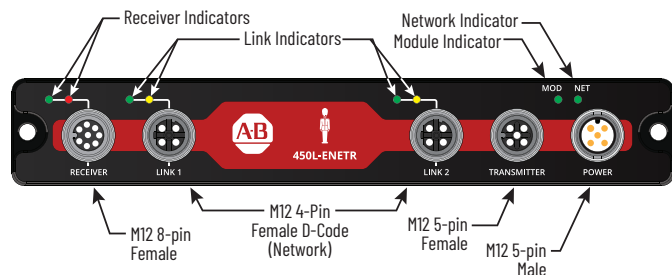 Receiver Indicators
Link Indicators
Network Indicator
Module Indicator
MOD NET
A-B
450L-ENETR
RECEIVER LINK 1 LINK 2 TRANSMITTER POWER
M12 8-pin
Female
M12 4-Pin
Female D-Code
(Network)
M12 5-pin
Female
M12 5-pin
Male